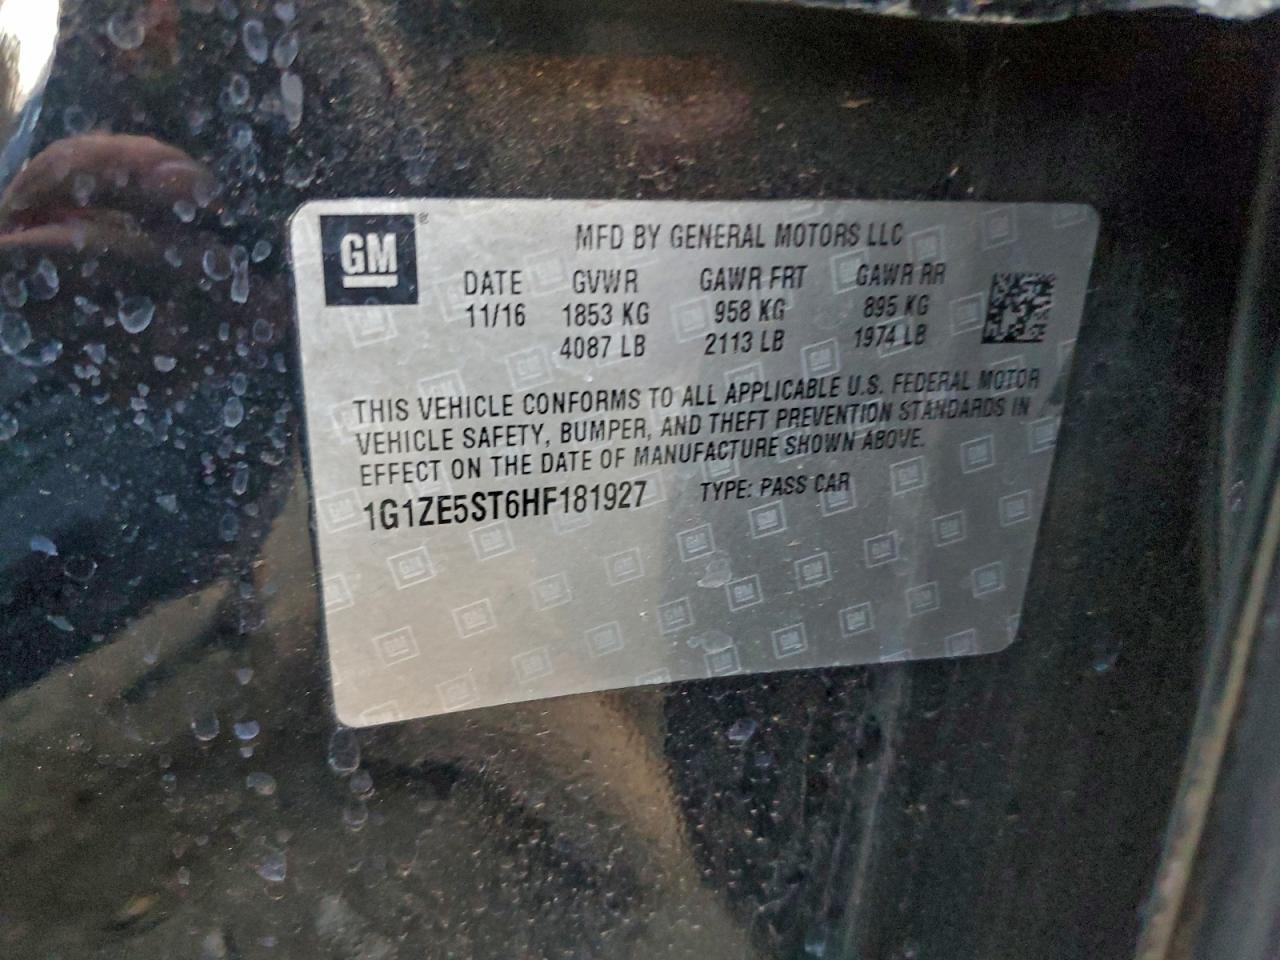 GM®
MFD BY GENERAL MOTORS LLC
DATE GVWR GAWR FRT GAWR RR
11/16 1853 KG 958 KG 895 KG
4087 LB 2113 LB 1974 LB
THIS VEHICLE CONFORMS TO ALL APPLICABLE U.S. FEDERAL MOTOR
VEHICLE SAFETY, BUMPER, AND THEFT PREVENTION STANDARDS IN
EFFECT ON THE DATE OF MANUFACTURE SHOWN ABOVE.
1G1ZE5ST6HF181927 TYPE: PASS CAR